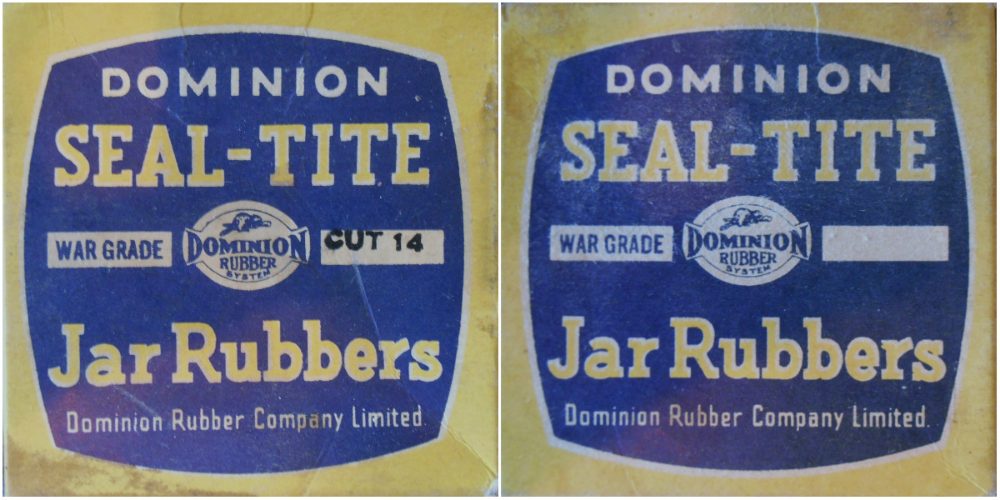 DOMINION
SEAL-TITE
WAR GRADE
DOMINION
RUBBER
SYSTEM
CUT 14
Jar Rubbers
Dominion Rubber Company Limited.
DOMINION
SEAL-TITE
WAR GRADE
DOMINION
RUBBER
SYSTEM
Jar Rubbers
Dominion Rubber Company Limited.